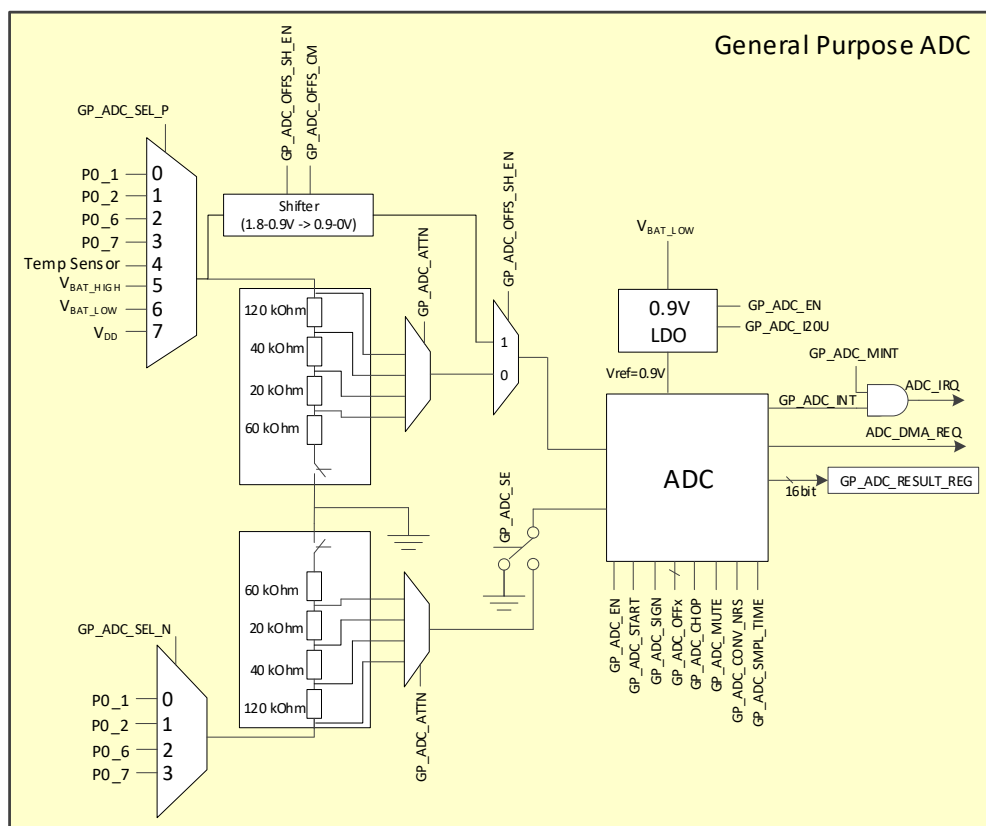 General Purpose ADC
GP_ADC_SEL_P
GP_ADC_OFFS_SH_EN
GP_ADC_OFFS_CM
P0_1
P0_2
P0_6
P0_7
Temp Sensor
VBAT_HIGH
VBAT_LOW
VDD
0
1
2
3
4
5
6
7
Shifter
(1.8-0.9V -> 0.9-0V)
GP_ADC_OFFS_SH_EN
GP_ADC_ATTN
120 kOhm
40 kOhm
20 kOhm
60 kOhm
1
0
VBAT_LOW
0.9V
LDO
GP_ADC_EN
GP_ADC_I20U
Vref=0.9V
GP_ADC_MINT
GP_ADC_INT
ADC_IRQ
ADC_DMA_REQ
ADC
16bit
GP_ADC_RESULT_REG
GP_ADC_SE
60 kOhm
20 kOhm
40 kOhm
120 kOhm
GP_ADC_ATTN
GP_ADC_SEL_N
P0_1
P0_2
P0_6
P0_7
0
1
2
3
GP_ADC_EN
GP_ADC_START
GP_ADC_SIGN
GP_ADC_OFFx
GP_ADC_CHOP
GP_ADC_MUTE
GP_ADC_CONV_NRS
GP_ADC_SMPL_TIME